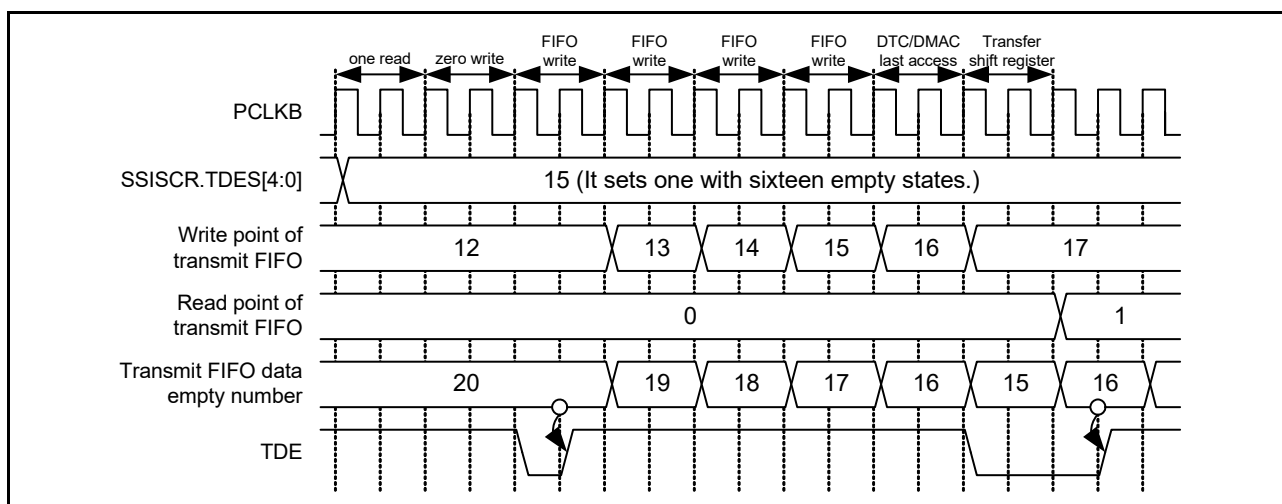 one read
zero write
FIFO
write
FIFO
write
FIFO
write
FIFO
write
DTC/DMAC
last access
Transfer
shift register
PCLKB
SSISCR.TDES[4:0]
15 (It sets one with sixteen empty states.)
Write point of
transmit FIFO
12
13
14
15
16
17
Read point of
transmit FIFO
0
1
Transmit FIFO data
empty number
20
19
18
17
16
15
16
TDE